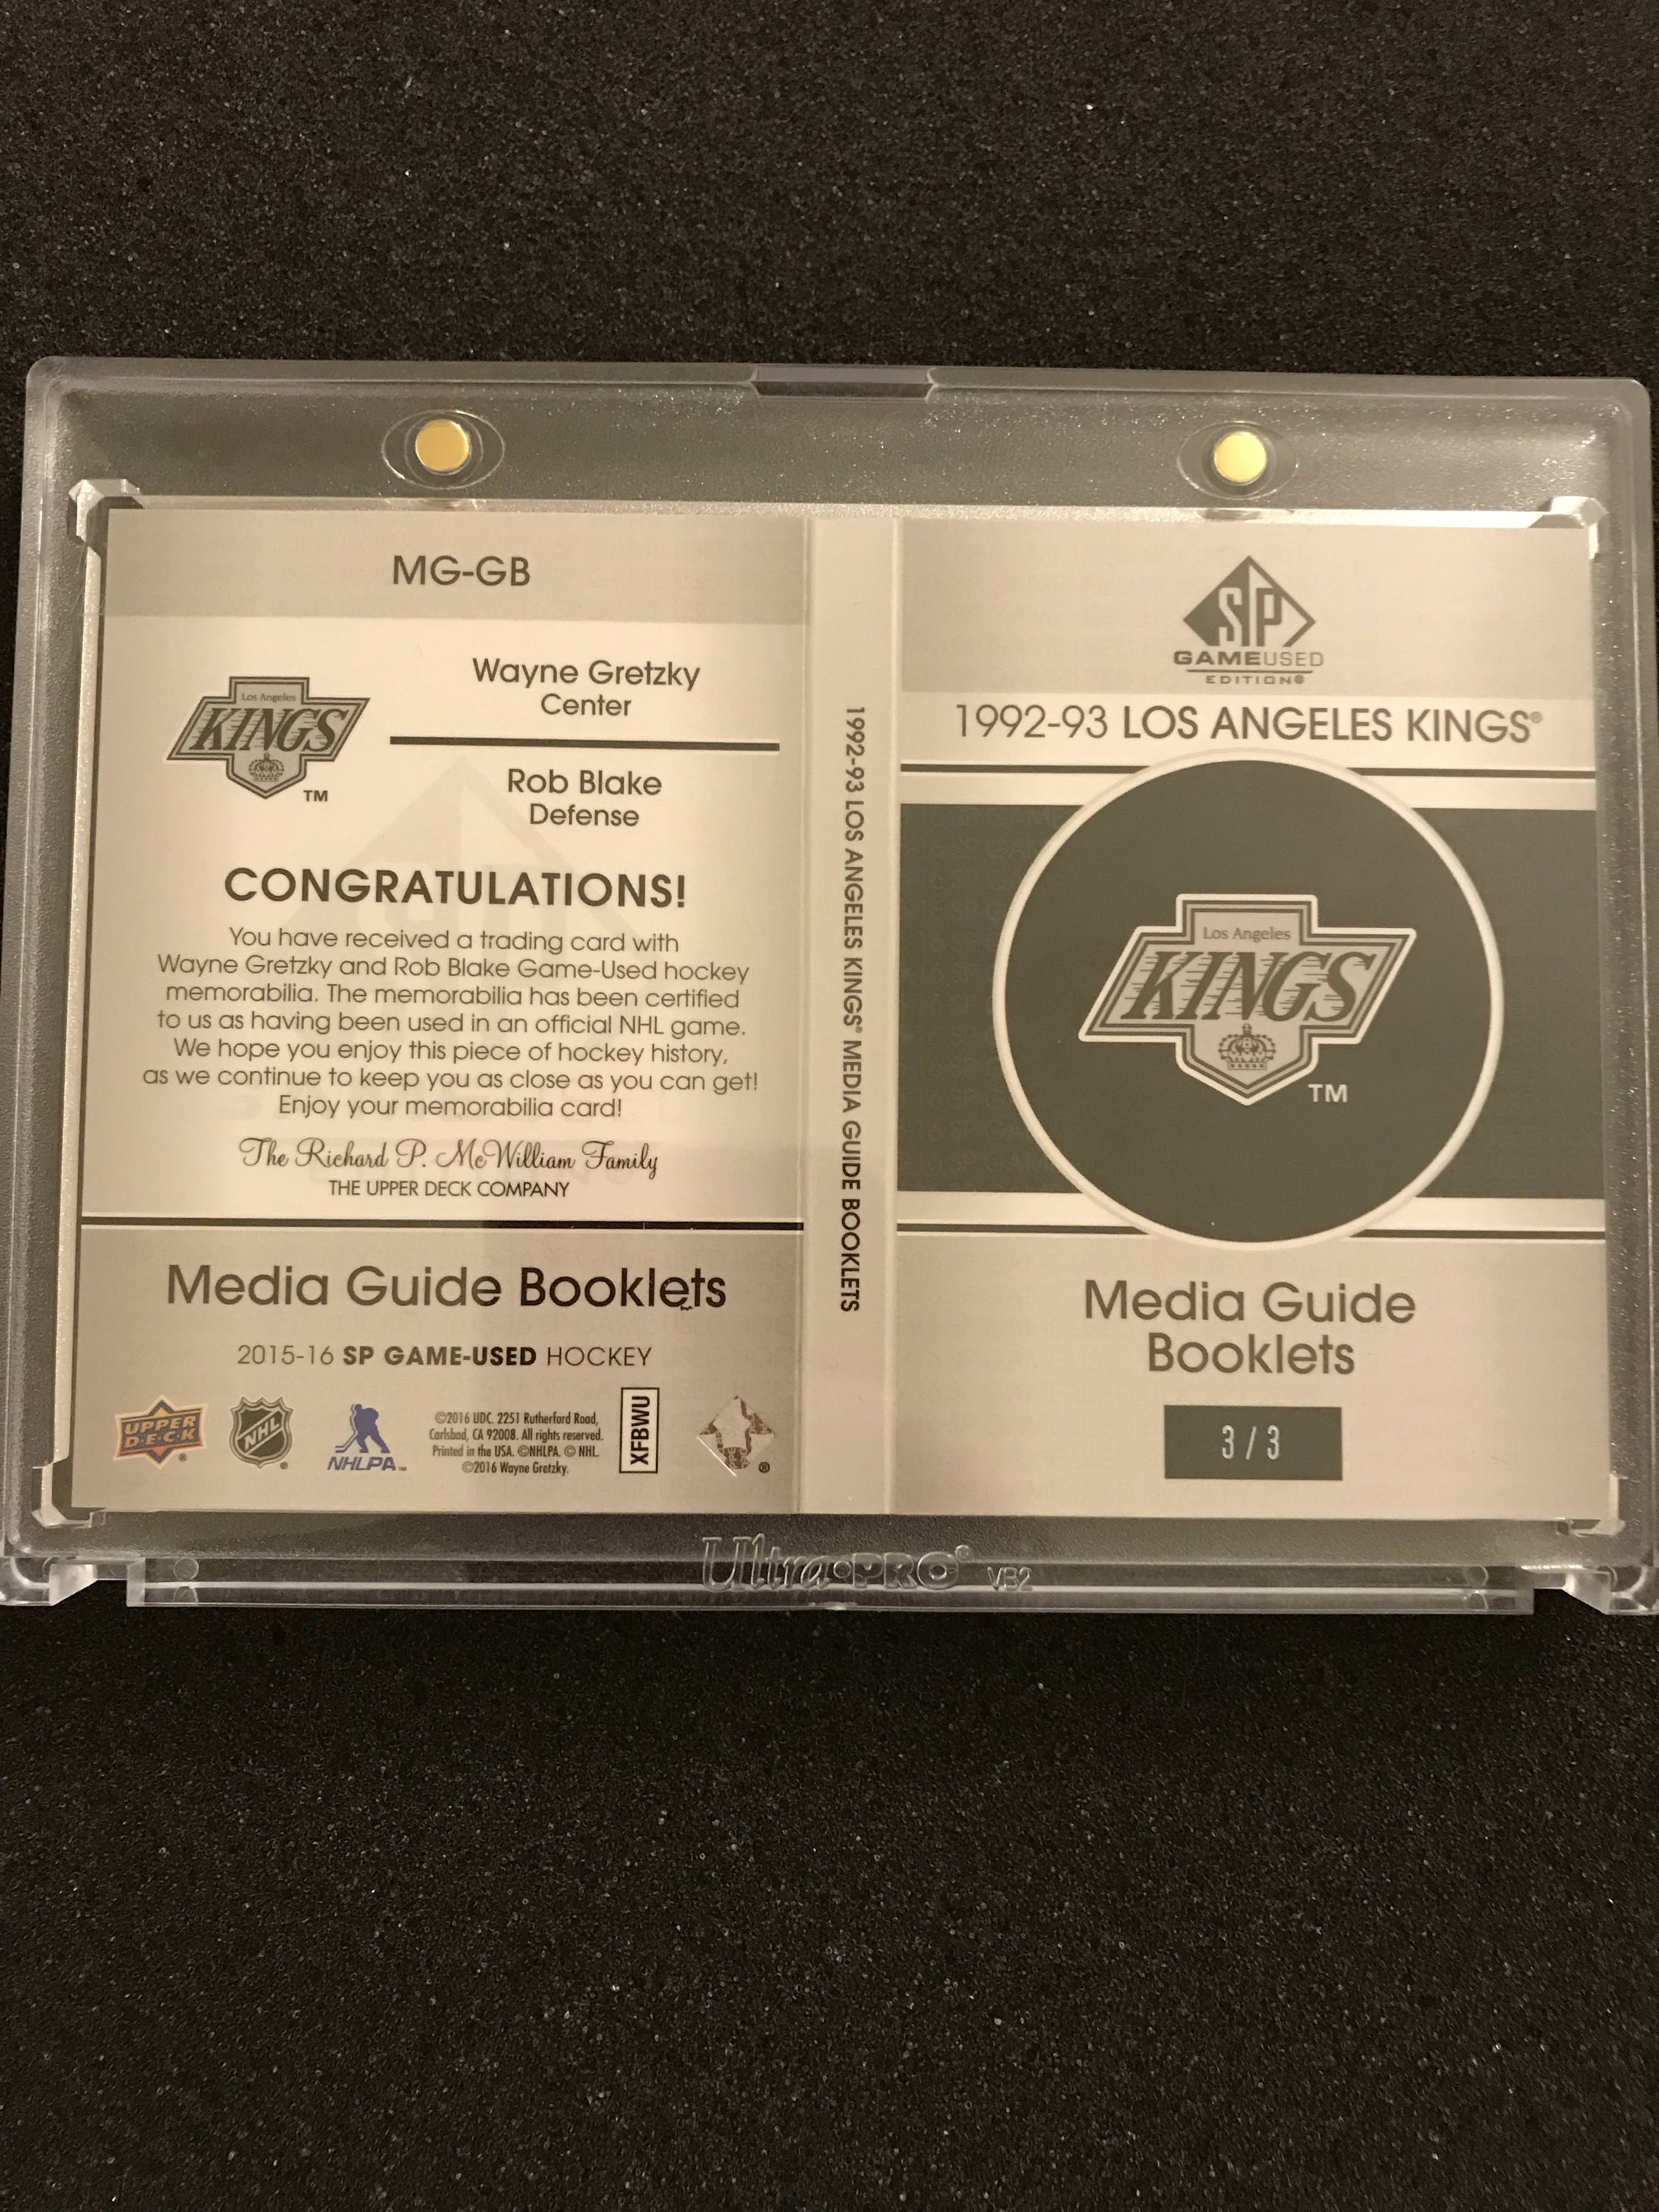 MG-GB
Los Angeles
KINGS
TM
Wayne Gretzky
Center
Rob Blake
Defense
CONGRATULATIONS!
You have received a trading card with
Wayne Gretzky and Rob Blake Game-Used hockey
memorabilia. The memorabilia has been certified
to us as having been used in an official NHL game.
We hope you enjoy this piece of hockey history,
as we continue to keep you as close as you can get!
Enjoy your memorabilia card!
The Richard P. McWilliam Family
THE UPPER DECK COMPANY
Media Guide Booklets
2015-16 SP GAME-USED HOCKEY
UPPER
D·E·C·K
®
NHL
®
NHLPA™
©2016 UDC. 2251 Rutherford Road,
Carlsbad, CA 92008. All rights reserved.
Printed in the USA. ©NHLPA. © NHL.
©2016 Wayne Gretzky.
XFBWU
®
1992-93 LOS ANGELES KINGS® MEDIA GUIDE BOOKLETS
SP
GAMEUSED
EDITION®
1992-93 LOS ANGELES KINGS®
Los Angeles
KINGS
TM
Media Guide
Booklets
3/3
Ultra•PRO® VB2